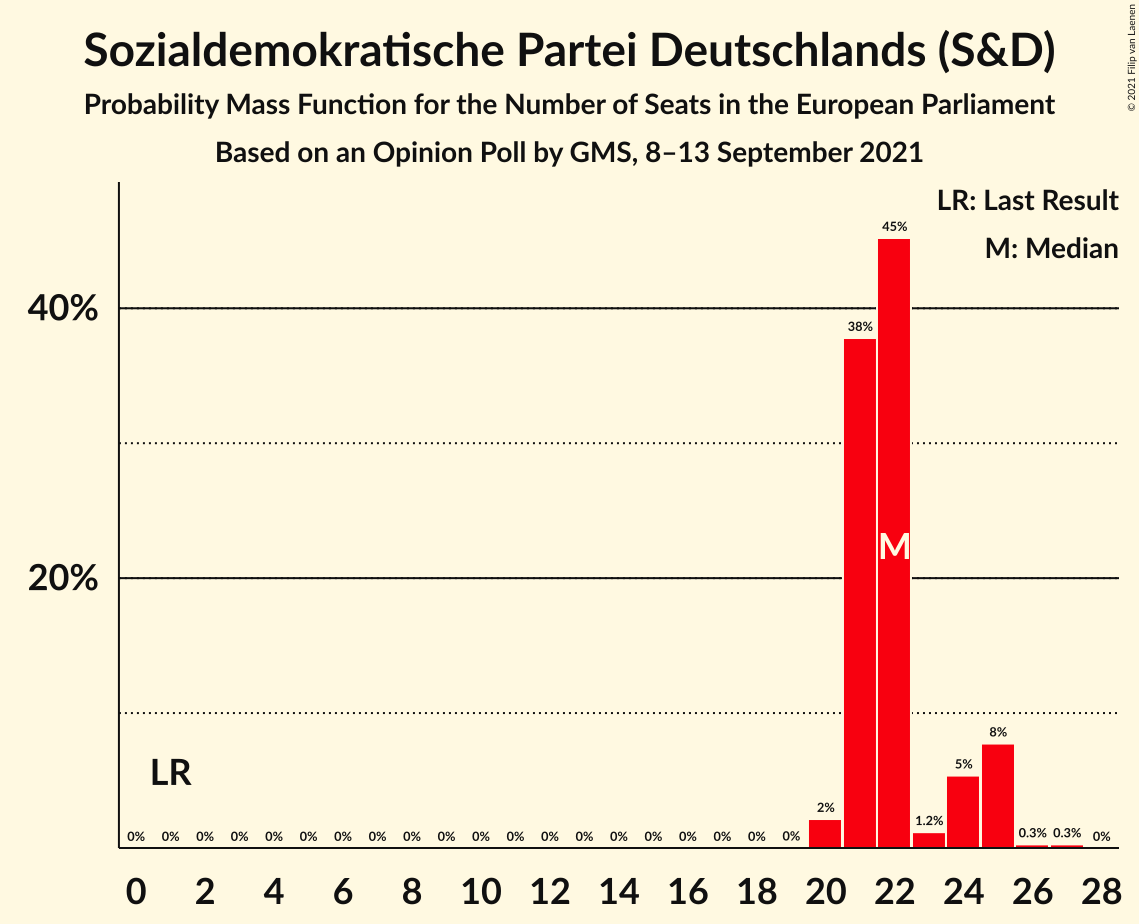 Sozialdemokratische Partei Deutschlands (S&D)
Probability Mass Function for the Number of Seats in the European Parliament
Based on an Opinion Poll by GMS, 8–13 September 2021
© 2021 Filip van Laenen
LR: Last Result
M: Median
45%
40%
38%
M
20%
8%
LR
5%
2%
1.2%
0% 0% 0% 0% 0% 0% 0% 0% 0% 0% 0% 0% 0% 0% 0% 0% 0% 0% 0% 0% 0.3% 0.3% 0%
0 2 4 6 8 10 12 14 16 18 20 22 24 26 28